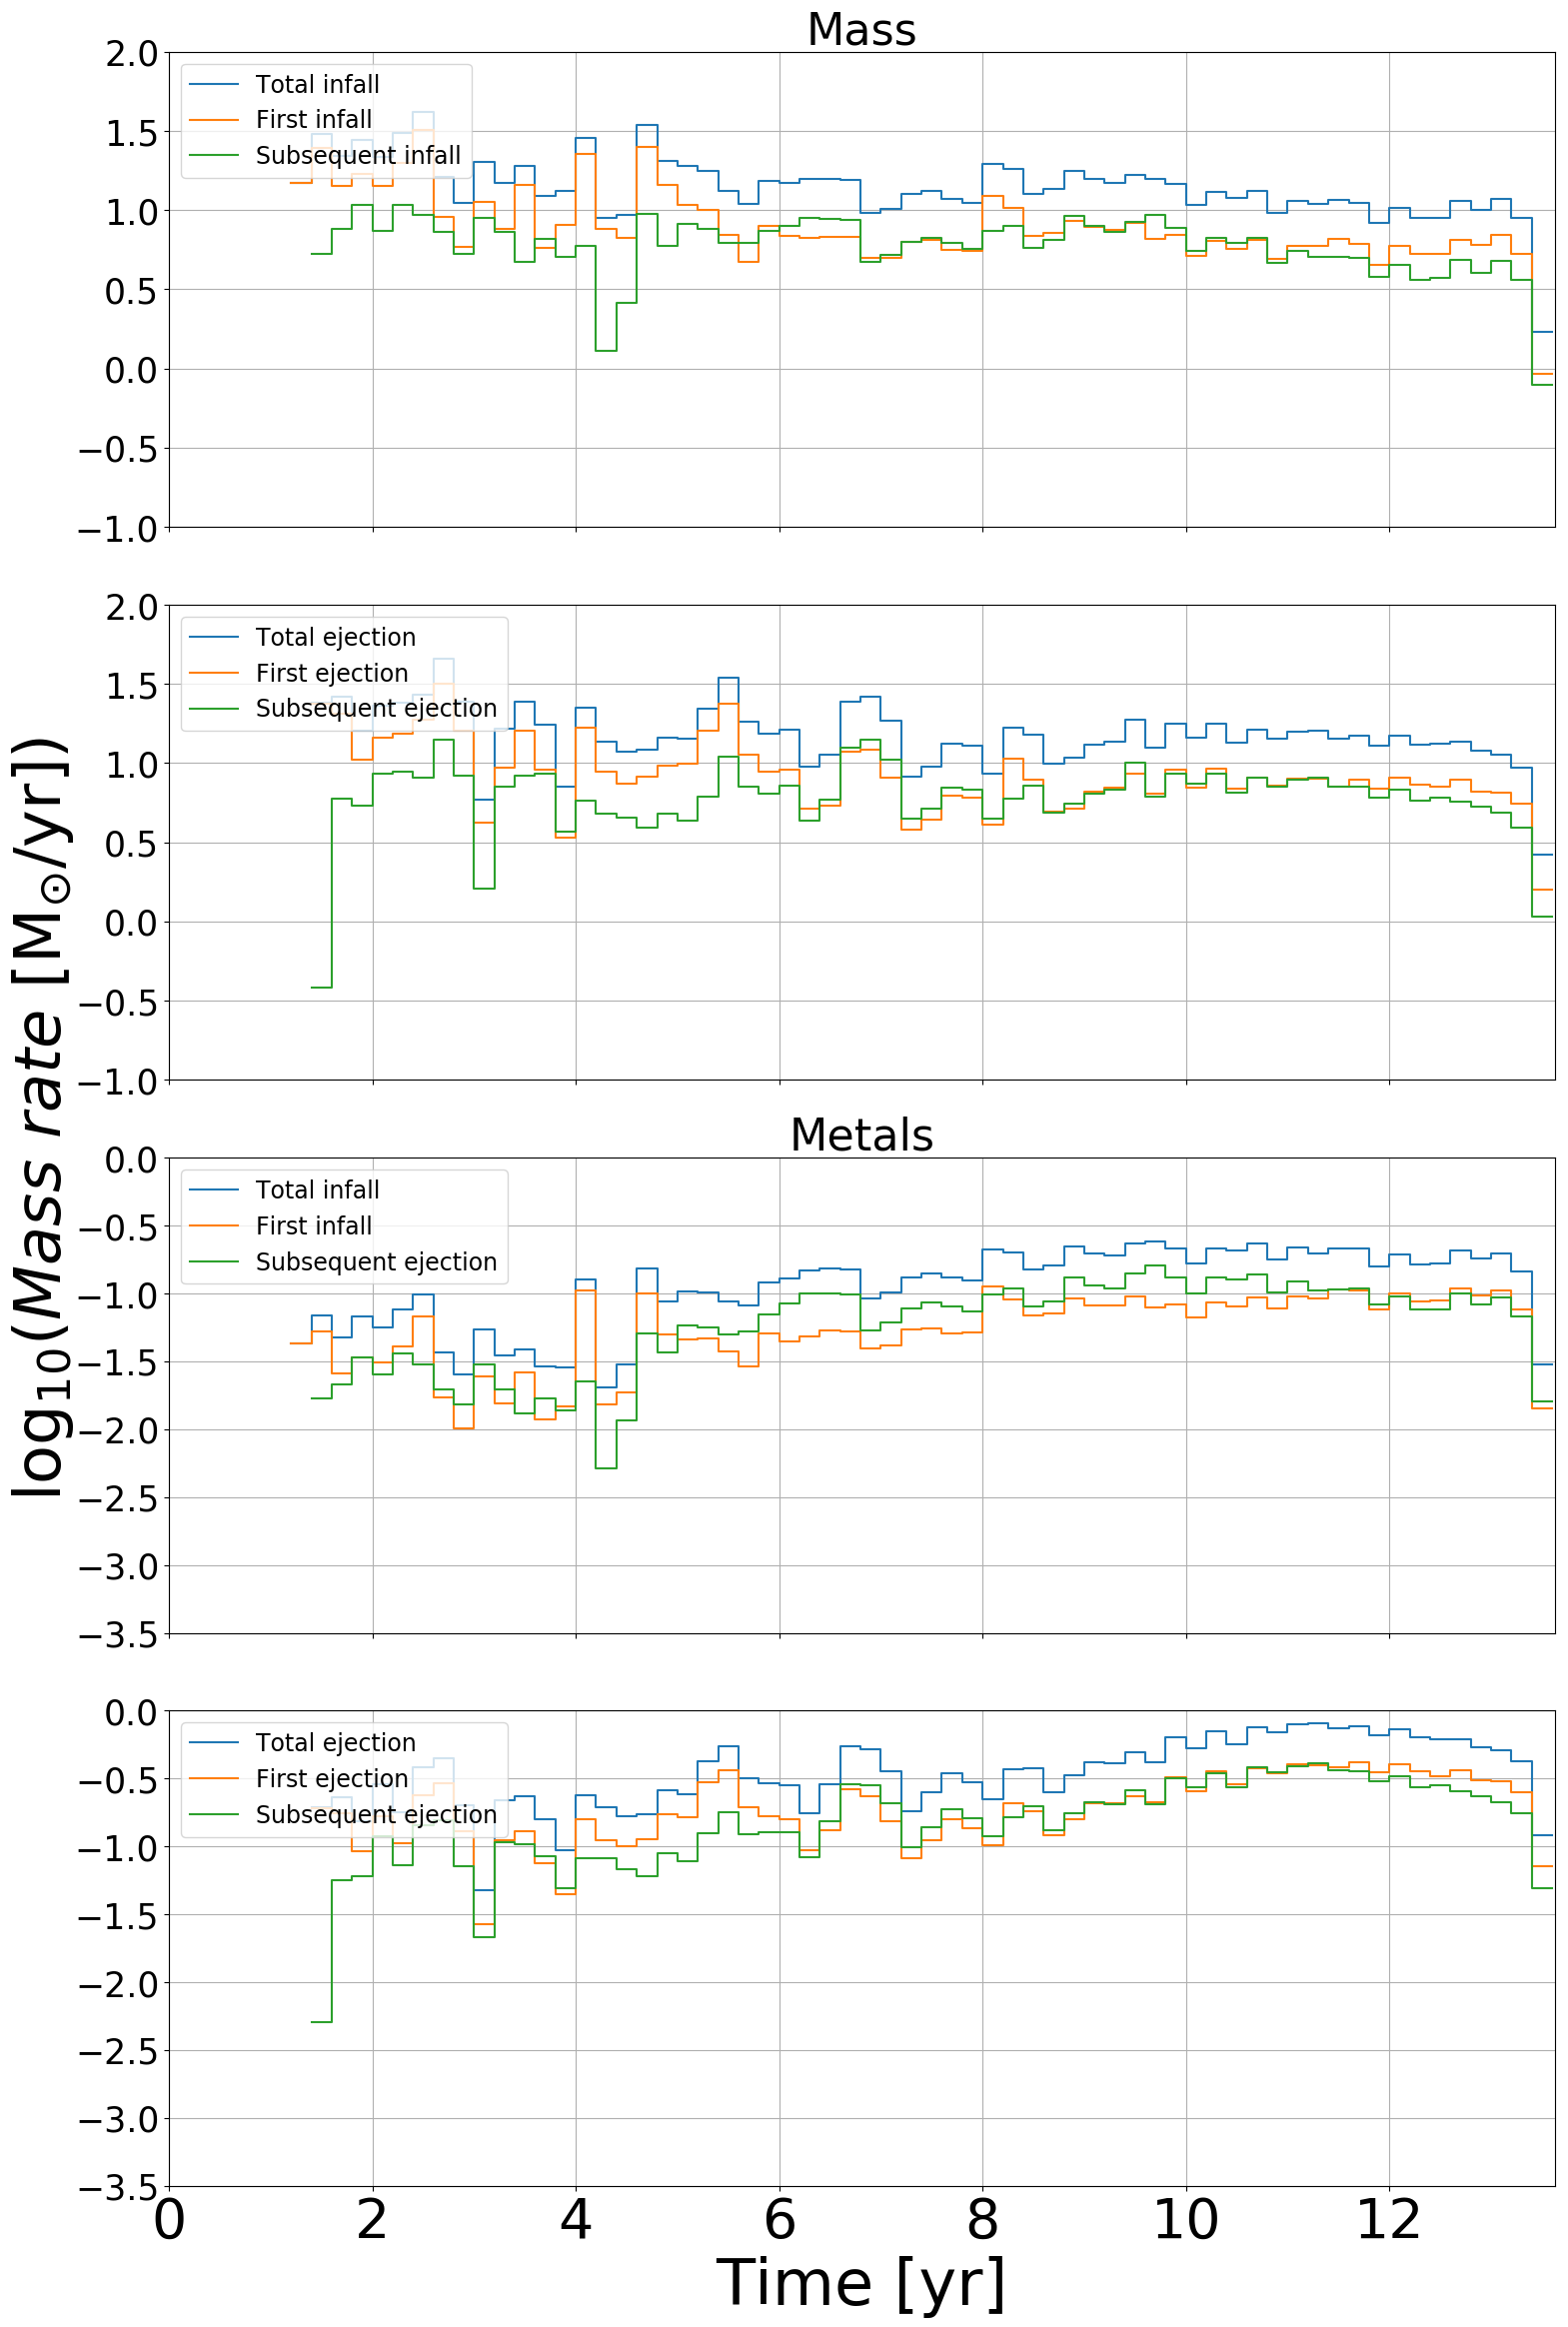 Mass
2.0
1.5
1.0
0.5
0.0
−0.5
−1.0
Total infall
First infall
Subsequent infall
2.0
1.5
1.0
0.5
0.0
−0.5
−1.0
Total ejection
First ejection
Subsequent ejection
log₁₀(Mass rate [M⊙/yr])
Metals
0.0
−0.5
−1.0
−1.5
−2.0
−2.5
−3.0
−3.5
Total infall
First infall
Subsequent ejection
0.0
−0.5
−1.0
−1.5
−2.0
−2.5
−3.0
−3.5
Total ejection
First ejection
Subsequent ejection
0 2 4 6 8 10 12
Time [yr]